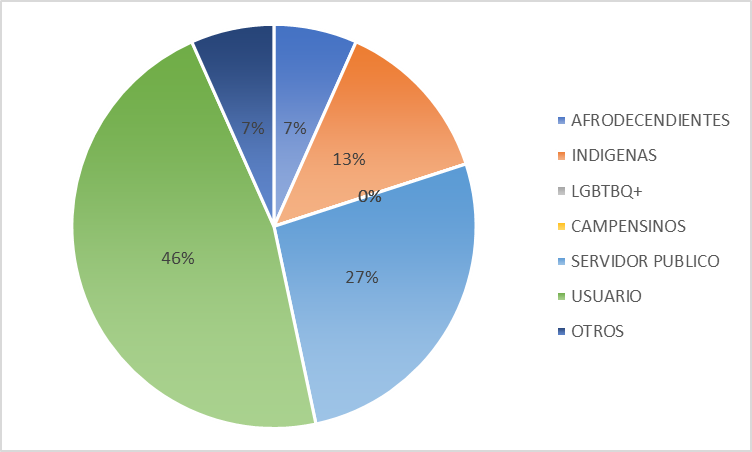 7%
7%
13%
0%
27%
46%
AFRODECENDIENTES
INDIGENAS
LGBTBQ+
CAMPENSINOS
SERVIDOR PUBLICO
USUARIO
OTROS